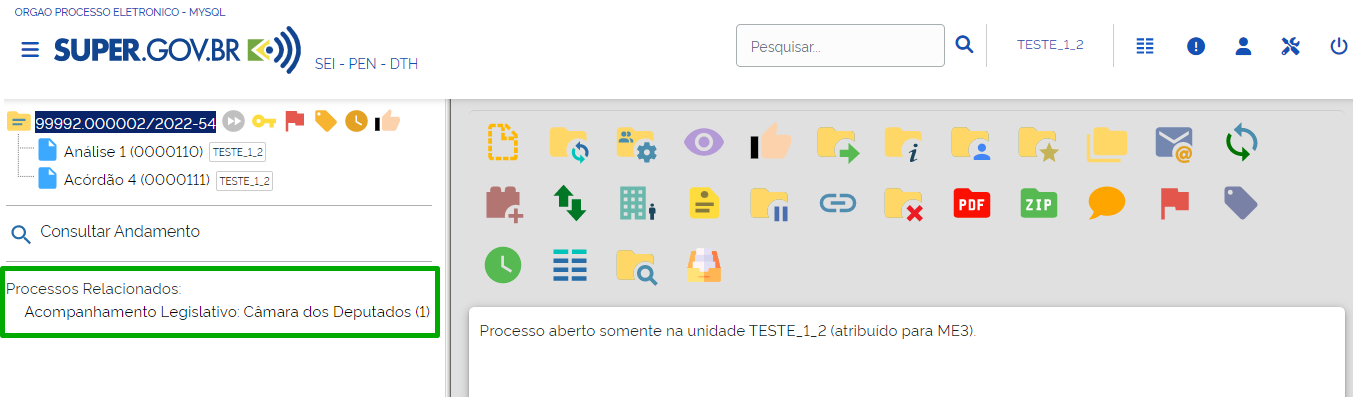 ORGAO PROCESSO ELETRONICO - MYSQL
SUPER.GOV.BR
SEI - PEN - DTH
Pesquisar...
TESTE_1_2
99992.000002/2022-54
Análise 1 (0000110) TESTE_1_2
Acórdão 4 (0000111) TESTE_1_2
Consultar Andamento
Processos Relacionados:
Acompanhamento Legislativo: Câmara dos Deputados (1)
i
@
PDF
ZIP
Processo aberto somente na unidade TESTE_1_2 (atribuído para ME3).